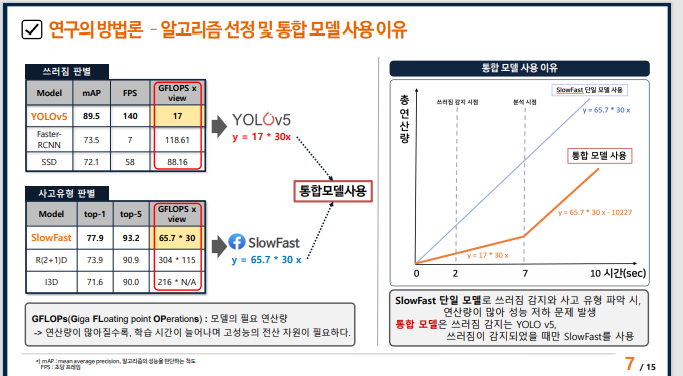 연구의 방법론 - 알고리즘 선정 및 통합 모델 사용 이유
쓰러짐 판별
Model mAP FPS GFLOPS x view
YOLOv5 89.5 140 17
Faster-RCNN 73.5 7 118.61
SSD 72.1 58 88.16
YOLOv5
y = 17 * 30x
사고유형 판별
Model top-1 top-5 GFLOPS x view
SlowFast 77.9 93.2 65.7 * 30
R(2+1)D 73.9 90.9 304 * 115
I3D 71.6 90.0 216 * N/A
SlowFast
y = 65.7 * 30 x
통합모델사용
GFLOPs(Giga FLoating point OPerations) : 모델의 필요 연산량
-> 연산량이 많아질수록, 학습 시간이 늘어나며 고성능의 전산 자원이 필요하다.
통합 모델 사용 이유
총 연산량
쓰러짐 감지 시점
분석 시점
SlowFast 단일 모델 사용
y = 65.7 * 30 x
통합 모델 사용
y = 65.7 * 30 x - 10227
y = 17 * 30 x
0 2 7 10 시간(sec)
SlowFast 단일 모델로 쓰러짐 감지와 사고 유형 파악 시,
연산량이 많아 성능 저하 문제 발생
통합 모델은 쓰러짐 감지는 YOLO v5,
쓰러짐이 감지되었을 때만 SlowFast를 사용
*) mAP : mean average precision, 알고리즘의 성능을 판단하는 척도
FPS : 초당 프레임
7 / 15